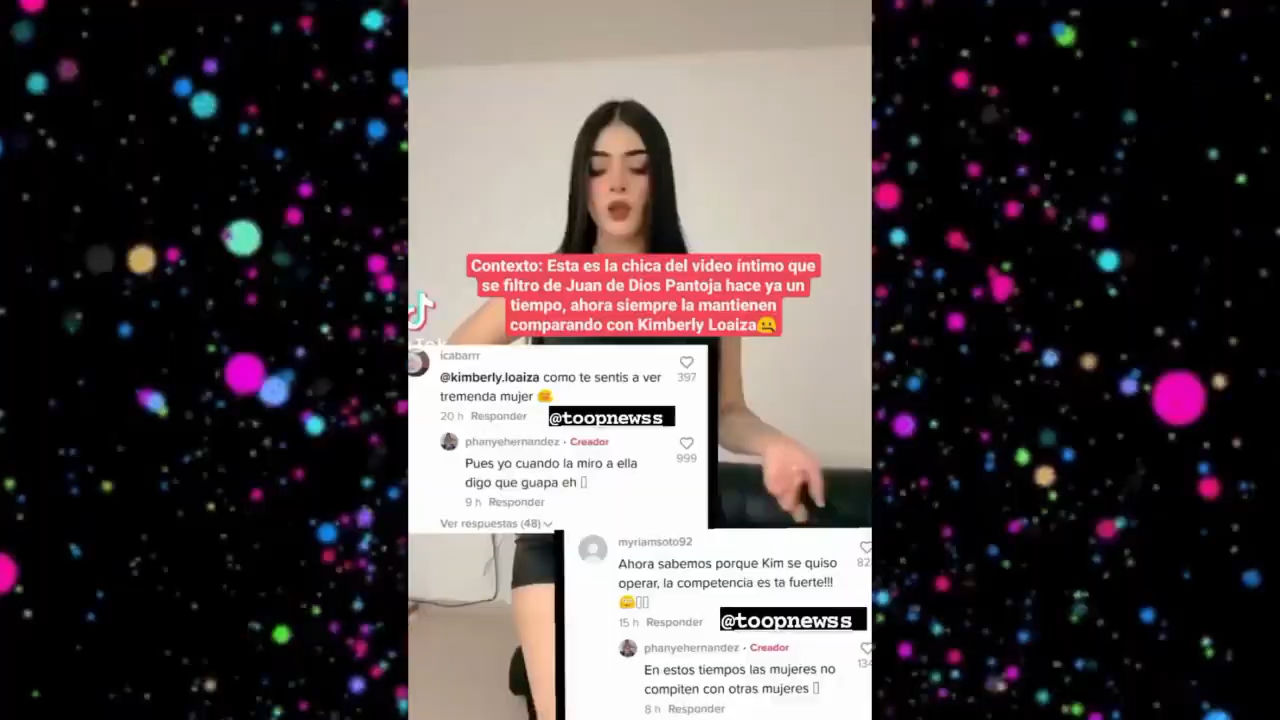 Contexto: Esta es la chica del video íntimo que
se filtro de Juan de Dios Pantoja hace ya un
tiempo, ahora siempre la mantienen
comparando con Kimberly Loaiza🤐
icabarrr
@kimberly.loaiza como te sentis a ver
tremenda mujer
397
20 h Responder
@toopnewss
phanyehernandez · Creador
Pues yo cuando la miro a ella
digo que guapa eh
999
9 h Responder
Ver respuestas (48)
myriamsoto92
Ahora sabemos porque Kim se quiso
operar, la competencia es ta fuerte!!!
82
15 h Responder
@toopnewss
phanyehernandez · Creador
En estos tiempos las mujeres no
compiten con otras mujeres
134
8 h Responder